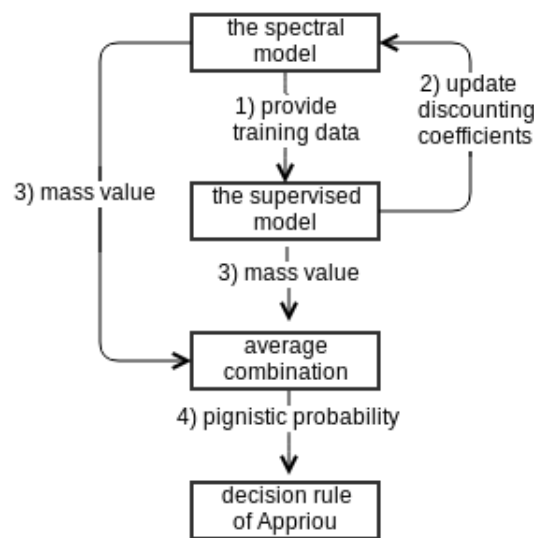 the spectral
model
1) provide
training data
2) update
discounting
coefficients
3) mass value
the supervised
model
3) mass value
average
combination
4) pignistic probability
decision rule
of Appriou